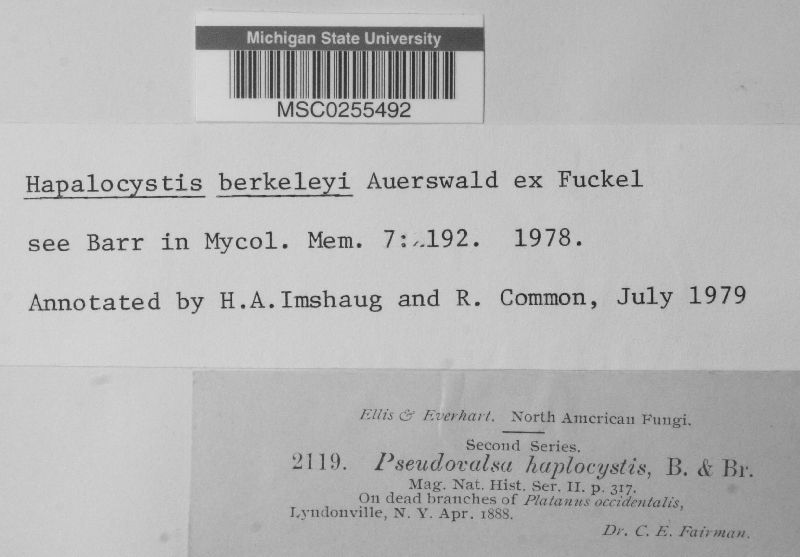 Michigan State University
MSC0255492
Hapalocystis berkeleyi Auerswald ex Fuckel
see Barr in Mycol. Mem. 7: 192. 1978.
Annotated by H.A.Imshaug and R. Common, July 1979
Ellis & Everhart. North American Fungi.
Second Series.
2119. Pseudovalsa haplocystis, B. & Br.
Mag. Nat. Hist. Ser. II. p. 317.
On dead branches of Platanus occidentalis,
Lyndonville, N. Y. Apr. 1888.
Dr. C. E. Fairman.